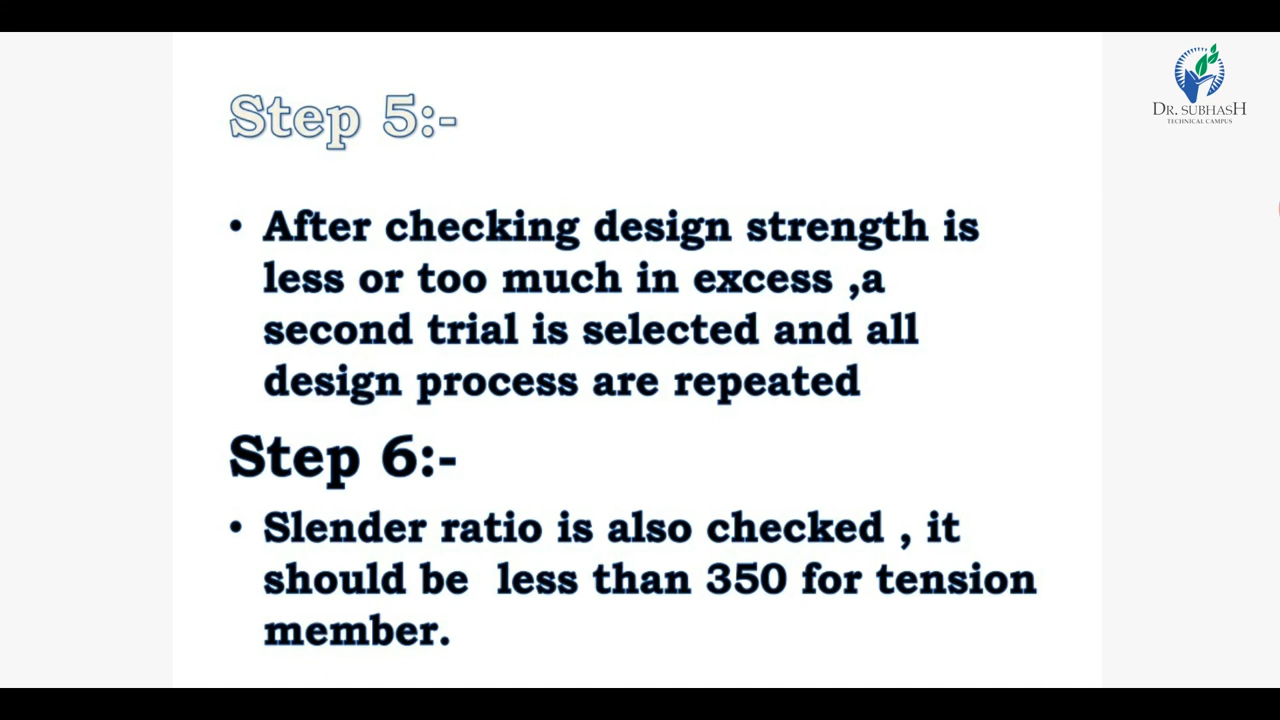 DR. SUBHASH
TECHNICAL CAMPUS
Step 5:-
• After checking design strength is
less or too much in excess ,a
second trial is selected and all
design process are repeated
Step 6:-
• Slender ratio is also checked , it
should be  less than 350 for tension
member.